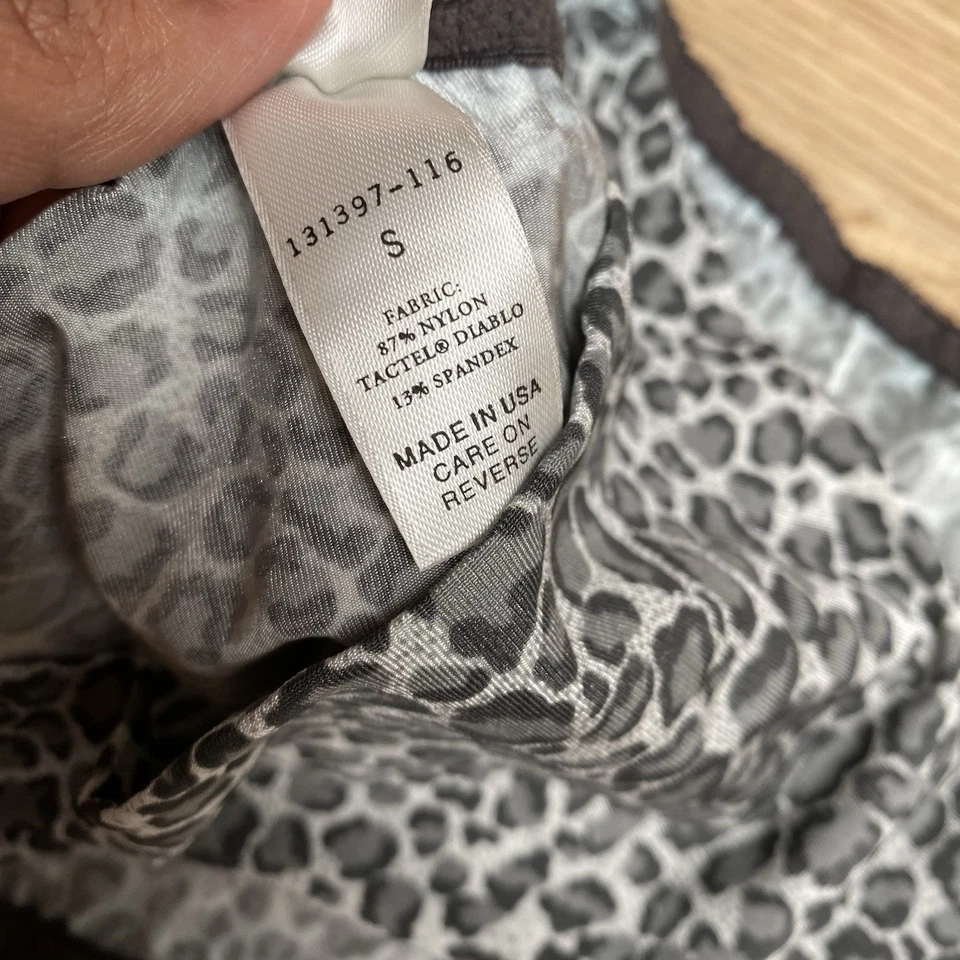 131397-116
S
FABRIC:
87% NYLON
TACTEL® DIABLO
13% SPANDEX
MADE IN USA
CARE ON
REVERSE